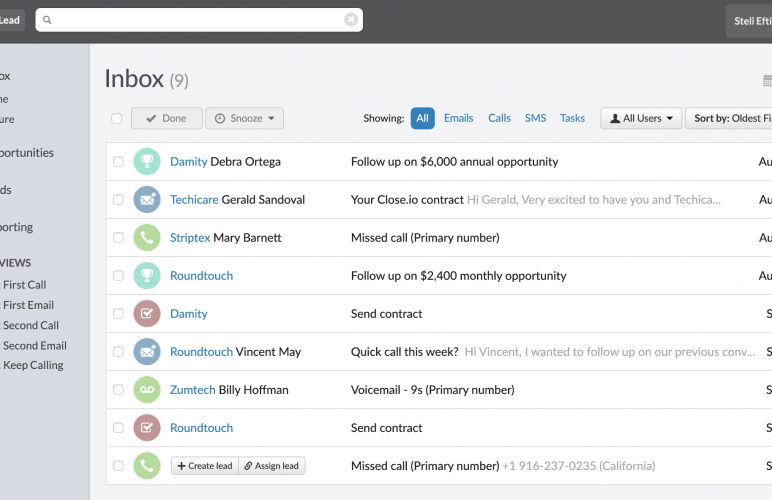 Lead
Steli Efti
ox
Inbox (9)
ne
ure
Done Snooze Showing: All Emails Calls SMS Tasks All Users Sort by: Oldest Fi
portunities
Damity Debra Ortega Follow up on $6,000 annual opportunity Au
ds
Techicare Gerald Sandoval Your Close.io contract Hi Gerald, Very excited to have you and Techica... Au
porting
Striptex Mary Barnett Missed call (Primary number) Au
VIEWS
Roundtouch Follow up on $2,400 monthly opportunity Au
First Call
First Email
Damity Send contract S
Second Call
Second Email
Roundtouch Vincent May Quick call this week? Hi Vincent, I wanted to follow up on our previous conv... S
Keep Calling
Zumtech Billy Hoffman Voicemail - 9s (Primary number) S
Roundtouch Send contract S
Create lead Assign lead Missed call (Primary number) +1 916-237-0235 (California) S